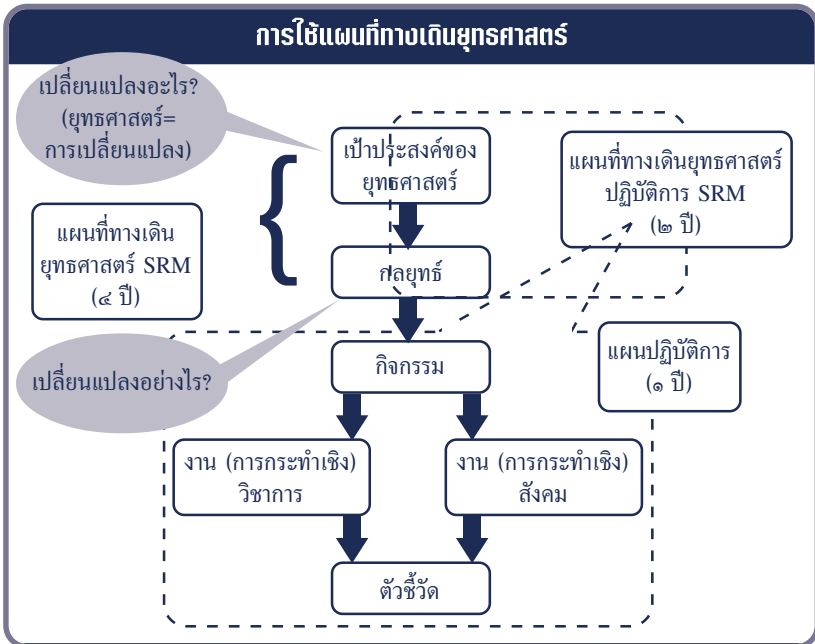 การใช้แผนที่ทางเดินยุทธศาสตร์
เปลี่ยนแปลงอะไร?
(ยุทธศาสตร์=
การเปลี่ยนแปลง)
เป้าประสงค์ของ
ยุทธศาสตร์
แผนที่ทางเดินยุทธศาสตร์
ปฏิบัติการ SRM
(๒ ปี)
แผนที่ทางเดิน
ยุทธศาสตร์ SRM
(๔ ปี)
กลยุทธ์
เปลี่ยนแปลงอย่างไร?
กิจกรรม
แผนปฏิบัติการ
(๑ ปี)
งาน (การกระทำเชิง)
วิชาการ
งาน (การกระทำเชิง)
สังคม
ตัวชี้วัด